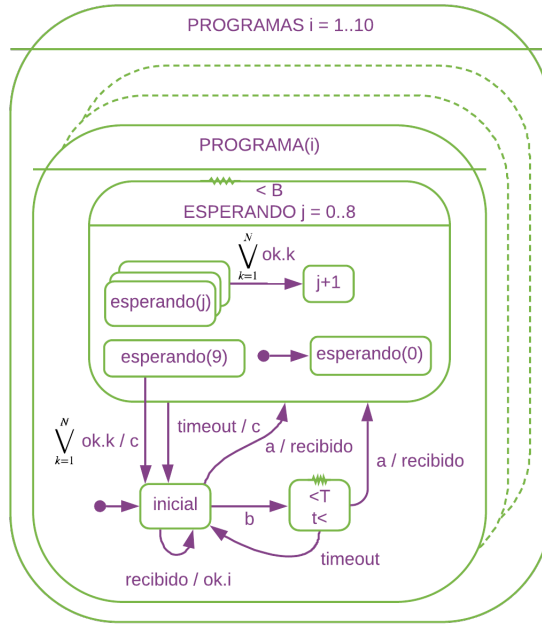 PROGRAMAS i = 1..10
PROGRAMA(i)
< B
ESPERANDO j = 0..8
N
⋁ ok.k
k=1
esperando(j)
j+1
esperando(9)
esperando(0)
N
⋁ ok.k / c
k=1
timeout / c
a / recibido
a / recibido
inicial
b
<T
t<
timeout
recibido / ok.i